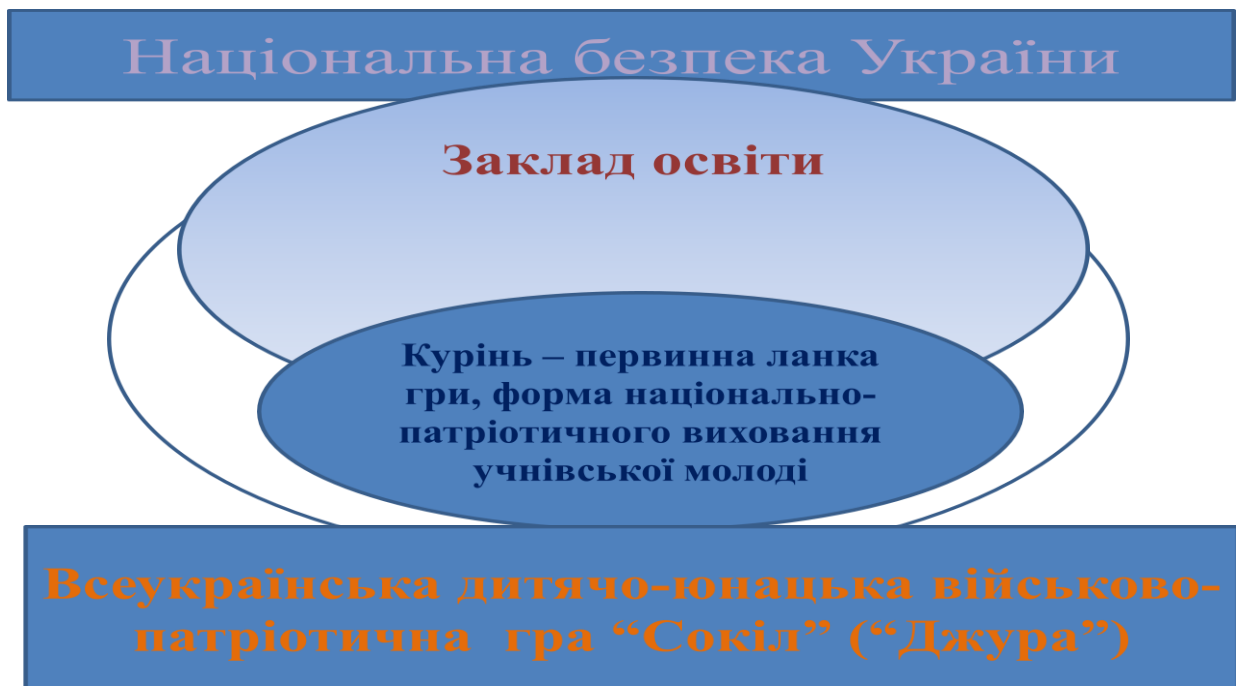 Національна безпека України
Заклад освіти
Курінь – первинна ланка
гри, форма національно-
патріотичного виховання
учнівської молоді
Всеукраїнська дитячо-юнацька військово-
патріотична гра “Сокіл” (“Джура”)